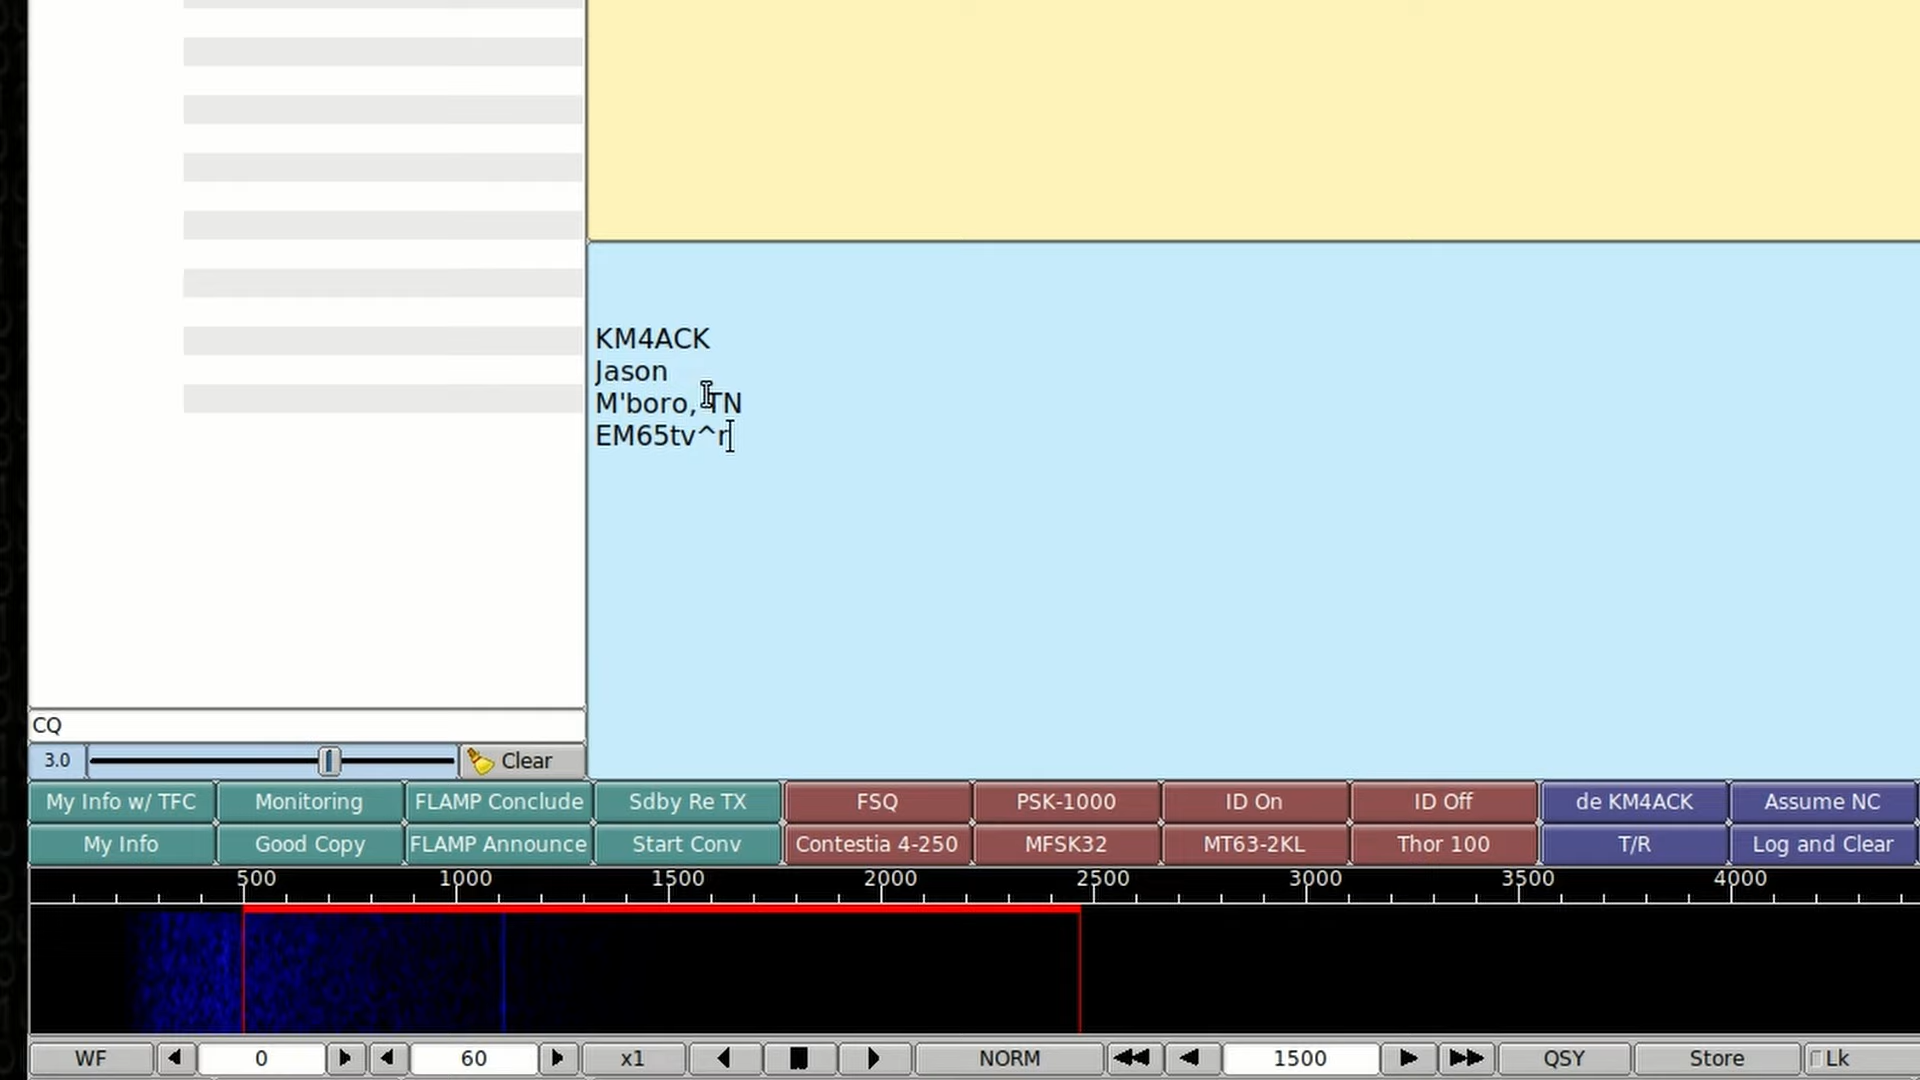 KM4ACK
Jason
M'boro, TN
EM65tv^r
CQ
3.0 Clear
My Info w/ TFC Monitoring FLAMP Conclude Sdby Re TX FSQ PSK-1000 ID On ID Off de KM4ACK Assume NC
My Info Good Copy FLAMP Announce Start Conv Contestia 4-250 MFSK32 MT63-2KL Thor 100 T/R Log and Clear
500 1000 1500 2000 2500 3000 3500 4000
WF 0 60 x1 NORM 1500 QSY Store Lk